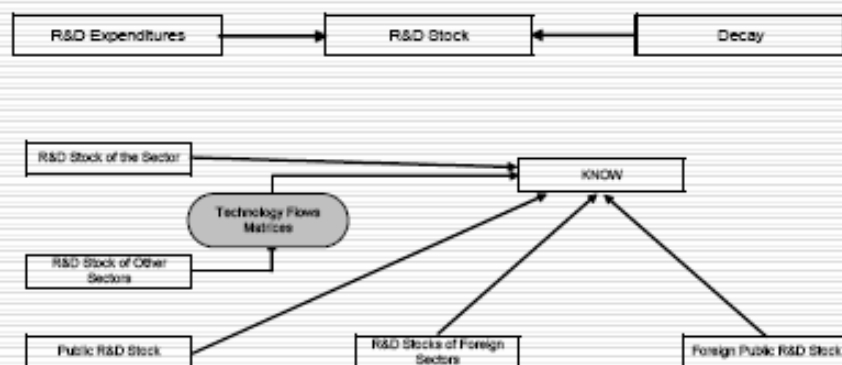 R&D Expenditures
R&D Stock
Decay
R&D Stock of the Sector
KNOW
Technology Flows
Matrices
R&D Stock of Other
Sectors
Public R&D Stock
R&D Stocks of Foreign
Sectors
Foreign Public R&D Stock